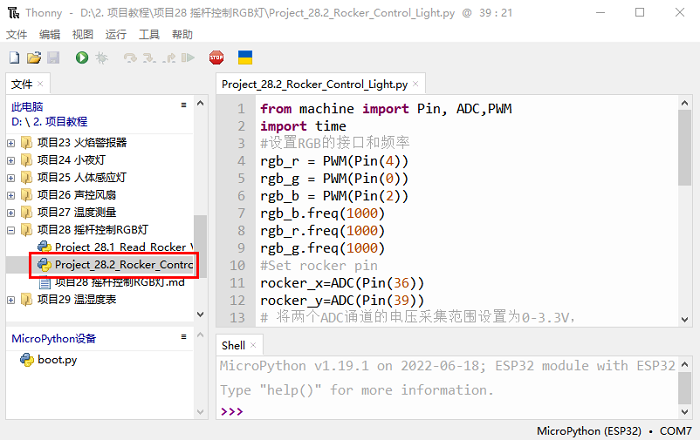 Thonny - D:\2. 项目教程\项目28 摇杆控制RGB灯\Project_28.2_Rocker_Control_Light.py @ 39 : 21
文件 编辑 视图 运行 工具 帮助
文件
此电脑
D: \ 2. 项目教程
项目23 火焰警报器
项目24 小夜灯
项目25 人体感应灯
项目26 声控风扇
项目27 温度测量
项目28 摇杆控制RGB灯
Project_28.1_Read_Rocker_V
Project_28.2_Rocker_Contro
项目28 摇杆控制RGB灯.md
项目29 温湿度表
MicroPython设备
boot.py
Project_28.2_Rocker_Control_Light.py
1 from machine import Pin, ADC,PWM
2 import time
3 #设置RGB的接口和频率
4 rgb_r = PWM(Pin(4))
5 rgb_g = PWM(Pin(0))
6 rgb_b = PWM(Pin(2))
7 rgb_b.freq(1000)
8 rgb_r.freq(1000)
9 rgb_g.freq(1000)
10 #Set rocker pin
11 rocker_x=ADC(Pin(36))
12 rocker_y=ADC(Pin(39))
13 # 将两个ADC通道的电压采集范围设置为0-3.3V，
Shell
MicroPython v1.19.1 on 2022-06-18; ESP32 module with ESP32
Type "help()" for more information.
>>>
MicroPython (ESP32) • COM7
STOP